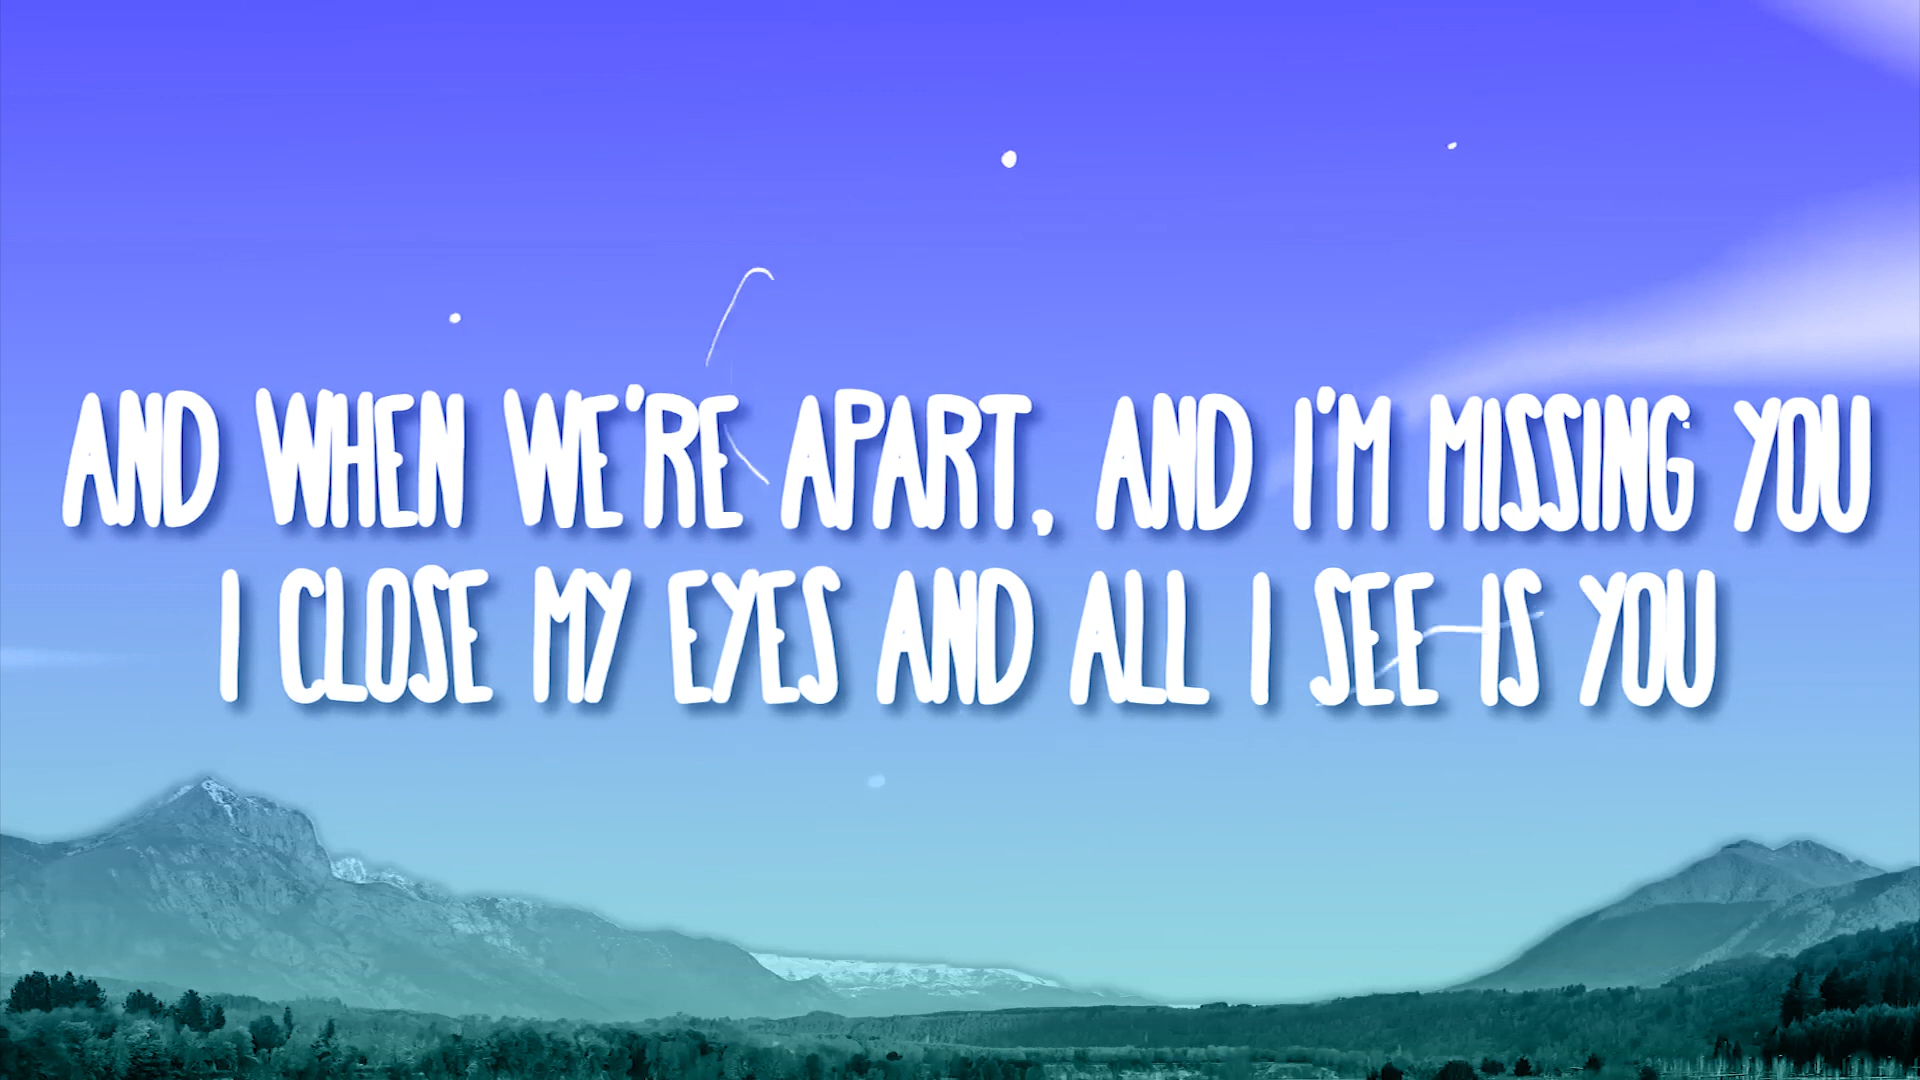 AND WHEN WE'RE APART, AND I'M MISSING YOU
I CLOSE MY EYES AND ALL I SEE IS YOU